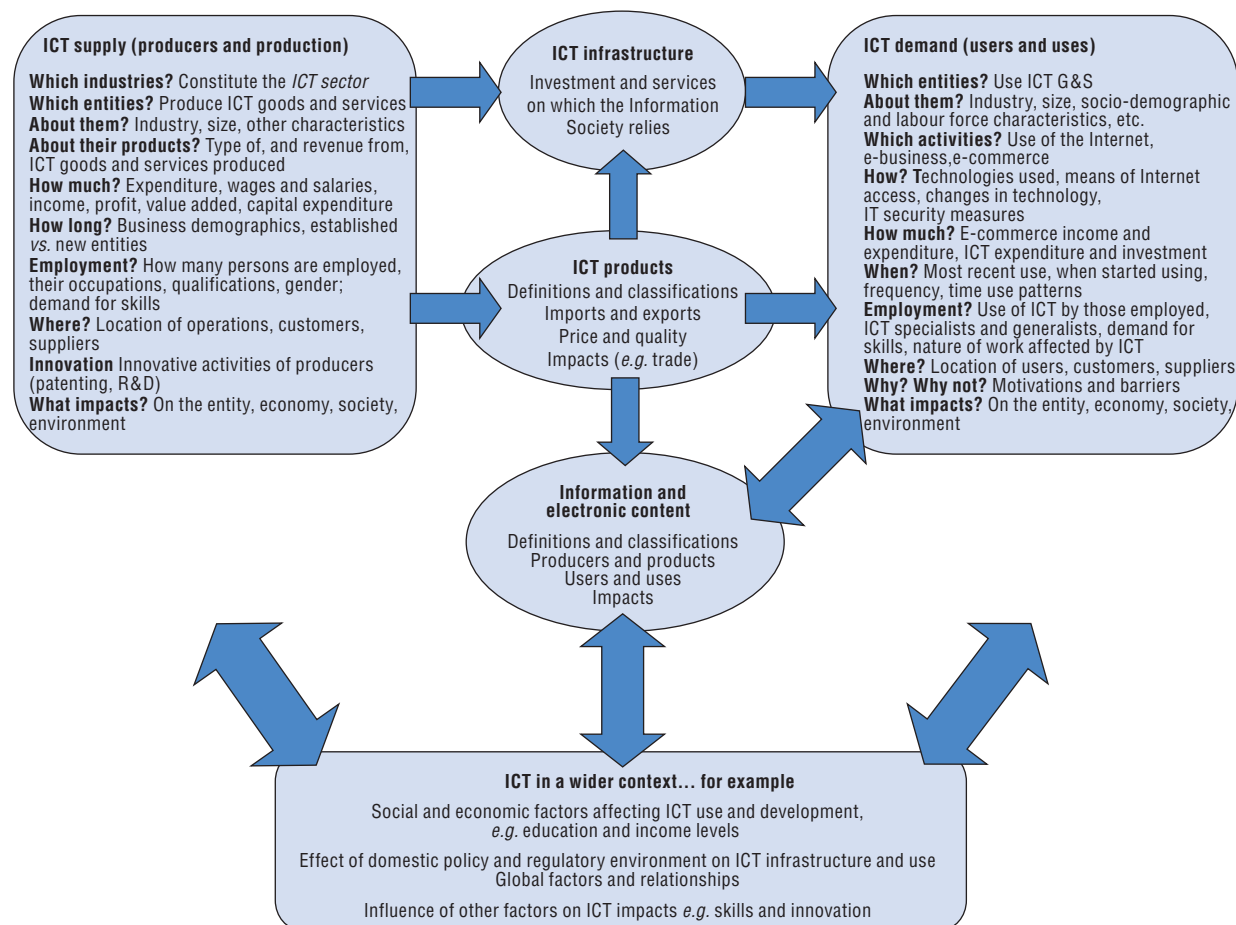 ICT supply (producers and production)
Which industries? Constitute the ICT sector
Which entities? Produce ICT goods and services
About them? Industry, size, other characteristics
About their products? Type of, and revenue from,
ICT goods and services produced
How much? Expenditure, wages and salaries,
income, profit, value added, capital expenditure
How long? Business demographics, established
vs. new entities
Employment? How many persons are employed,
their occupations, qualifications, gender;
demand for skills
Where? Location of operations, customers,
suppliers
Innovation Innovative activities of producers
(patenting, R&D)
What impacts? On the entity, economy, society,
environment
ICT infrastructure
Investment and services
on which the Information
Society relies
ICT products
Definitions and classifications
Imports and exports
Price and quality
Impacts (e.g. trade)
Information and
electronic content
Definitions and classifications
Producers and products
Users and uses
Impacts
ICT demand (users and uses)
Which entities? Use ICT G&S
About them? Industry, size, socio-demographic
and labour force characteristics, etc.
Which activities? Use of the Internet,
e-business,e-commerce
How? Technologies used, means of Internet
access, changes in technology,
IT security measures
How much? E-commerce income and
expenditure, ICT expenditure and investment
When? Most recent use, when started using,
frequency, time use patterns
Employment? Use of ICT by those employed,
ICT specialists and generalists, demand for
skills, nature of work affected by ICT
Where? Location of users, customers, suppliers
Why? Why not? Motivations and barriers
What impacts? On the entity, economy, society,
environment
ICT in a wider context... for example
Social and economic factors affecting ICT use and development,
e.g. education and income levels
Effect of domestic policy and regulatory environment on ICT infrastructure and use
Global factors and relationships
Influence of other factors on ICT impacts e.g. skills and innovation